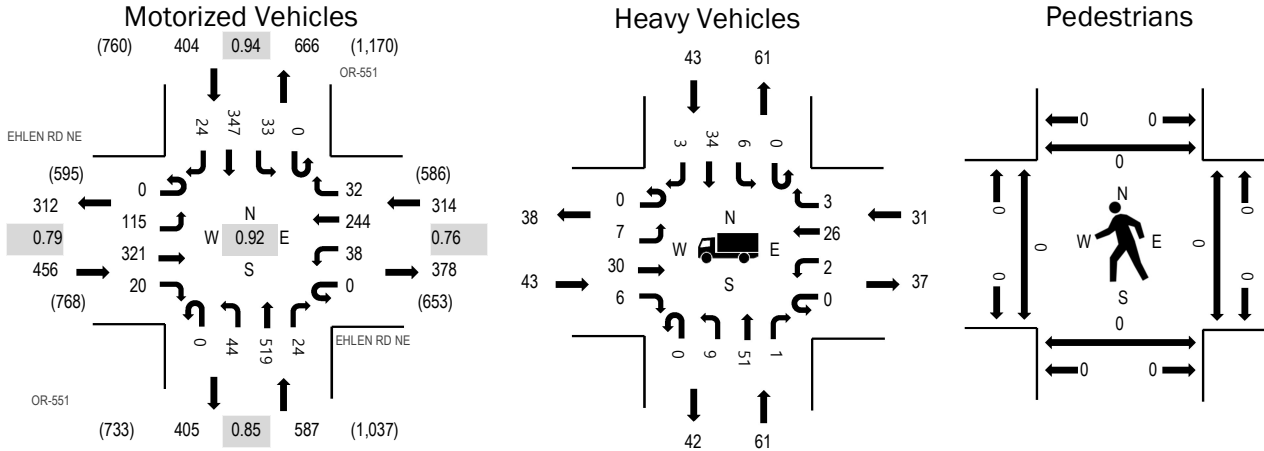 Motorized Vehicles
(760) 404 0.94 666 (1,170)
OR-551
24 347 33 0
EHLEN RD NE
(595) 0 32 (586)
312 115 N 244 314
0.79 W 0.92 E 0.76
456 321 S 38 378
(768) 20 0 (653)
0 44 519 24
EHLEN RD NE
OR-551
(733) 405 0.85 587 (1,037)
Heavy Vehicles
43 61
3 34 6 0
0 3
38 7 N 26 31
W E
43 30 S 2 37
6 0
0 9 51 1
42 61
Pedestrians
0 0
0
N
0 0
W E
0 0
0 0
S
0
0 0